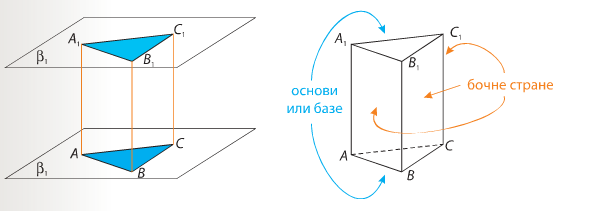 A₁
C₁
B₁
β₁
A
C
B
β₁
A₁
C₁
B₁
основи
или базе
бочне стране
A
C
B